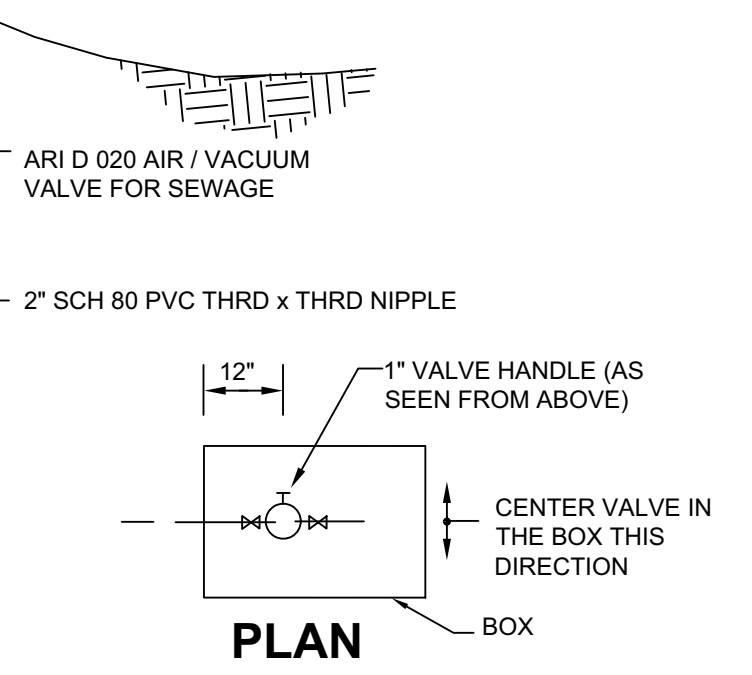 ARI D 020 AIR / VACUUM
VALVE FOR SEWAGE
2" SCH 80 PVC THRD x THRD NIPPLE
12"
1" VALVE HANDLE (AS
SEEN FROM ABOVE)
CENTER VALVE IN
THE BOX THIS
DIRECTION
BOX
PLAN